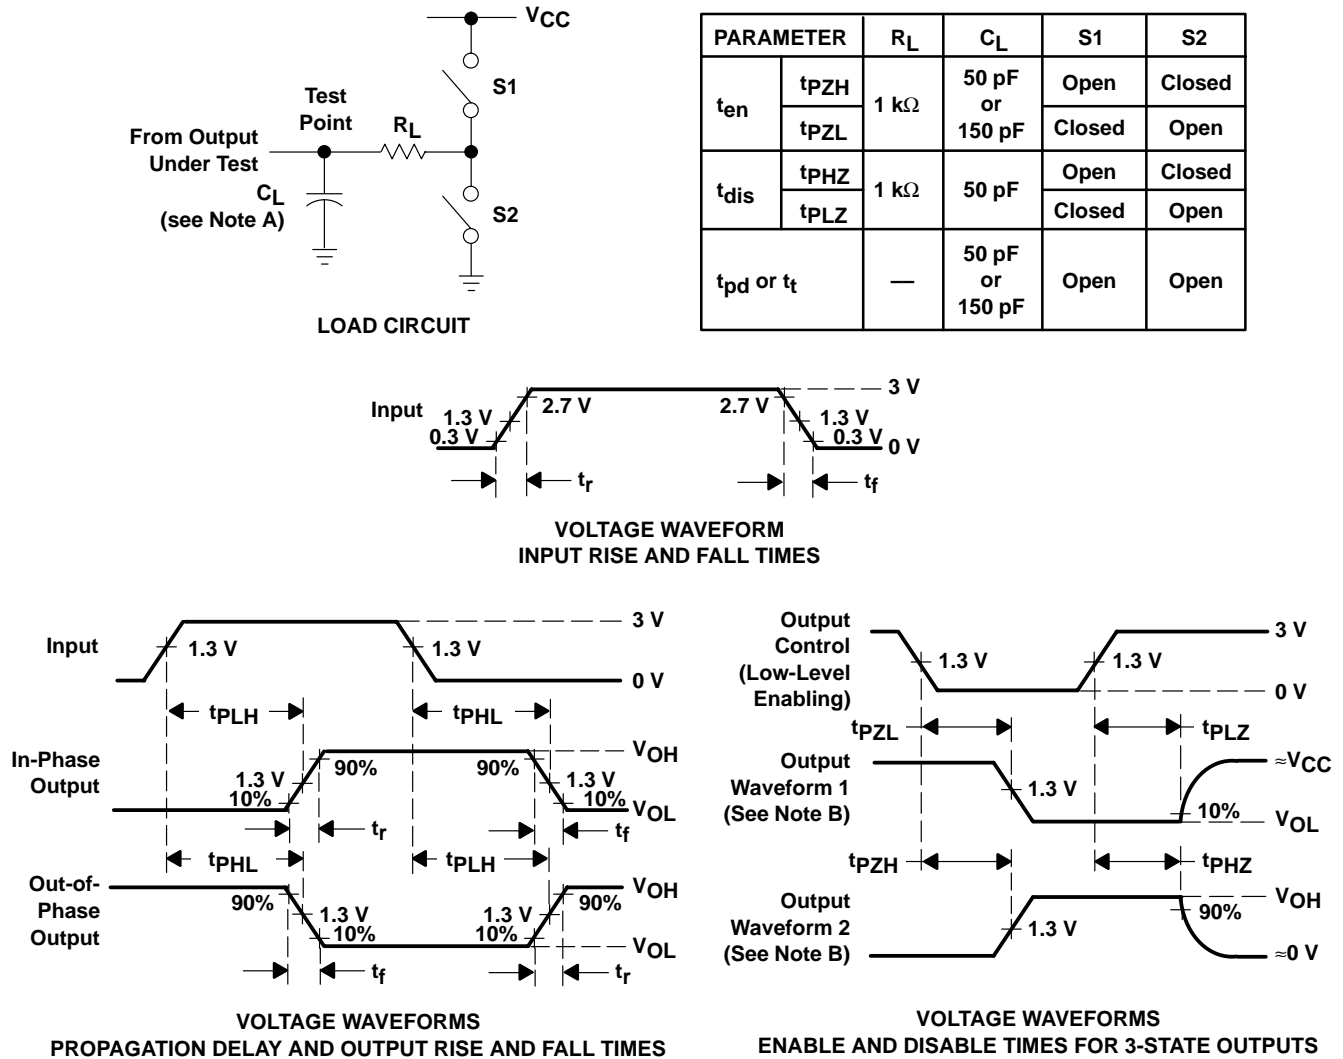 VCC
S1
Test
Point
RL
From Output
Under Test
CL
(see Note A)
S2
LOAD CIRCUIT
PARAMETER RL CL S1 S2
ten tPZH 1 kΩ 50 pF or 150 pF Open Closed
tPZL Closed Open
tdis tPHZ 1 kΩ 50 pF Open Closed
tPLZ Closed Open
tpd or tt — 50 pF or 150 pF Open Open
Input
1.3 V
0.3 V
2.7 V
2.7 V
3 V
1.3 V
0.3 V
0 V
tr
tf
VOLTAGE WAVEFORM
INPUT RISE AND FALL TIMES
Input
1.3 V
1.3 V
3 V
0 V
tPLH
tPHL
In-Phase
Output
1.3 V
10%
90%
90%
1.3 V
10%
VOH
VOL
tr
tf
tPHL
tPLH
Out-of-
Phase
Output
90%
1.3 V
10%
1.3 V
10%
90%
VOH
VOL
tf
tr
VOLTAGE WAVEFORMS
PROPAGATION DELAY AND OUTPUT RISE AND FALL TIMES
Output
Control
(Low-Level
Enabling)
1.3 V
1.3 V
3 V
0 V
tPZL
tPLZ
Output
Waveform 1
(See Note B)
1.3 V
10%
≈VCC
VOL
tPZH
tPHZ
Output
Waveform 2
(See Note B)
1.3 V
90%
VOH
≈0 V
VOLTAGE WAVEFORMS
ENABLE AND DISABLE TIMES FOR 3-STATE OUTPUTS